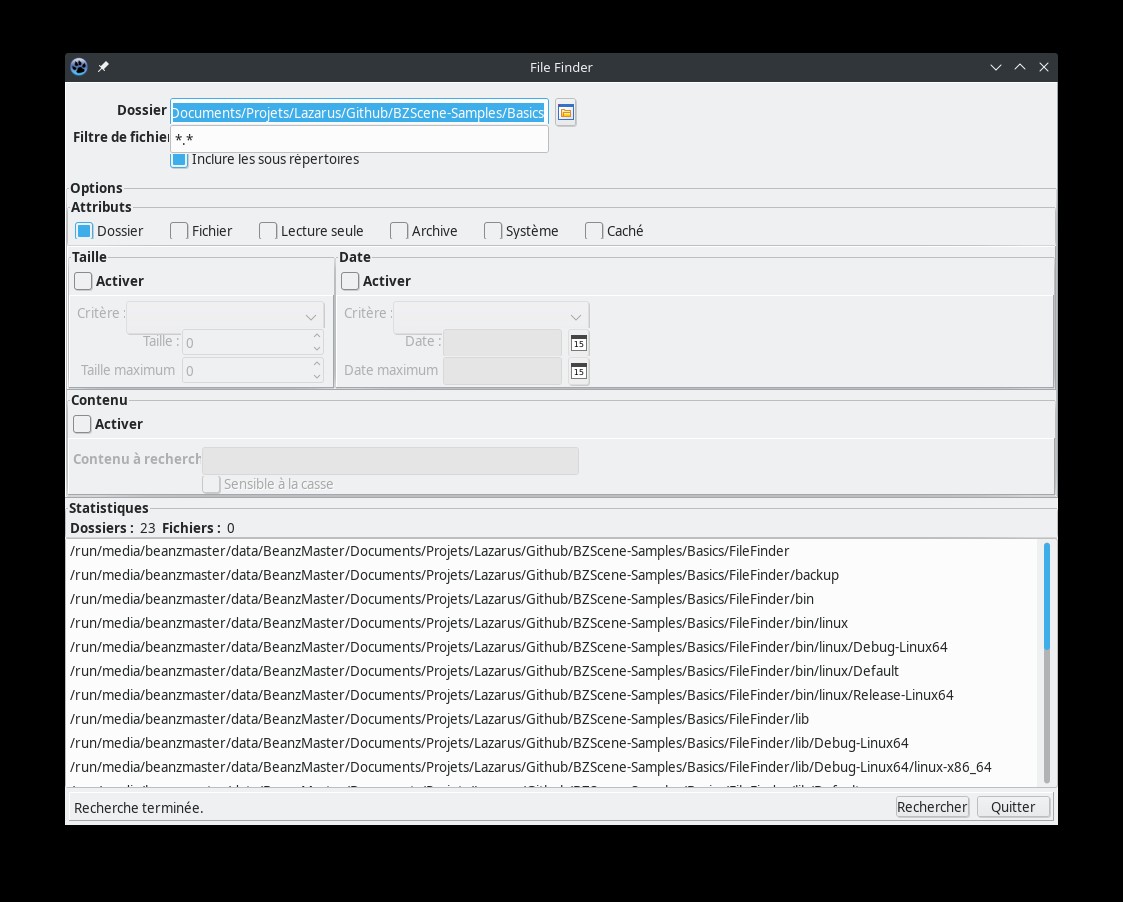 File Finder
Dossier Documents/Projets/Lazarus/Github/BZScene-Samples/Basics
Filtre de fichier *.*
Inclure les sous répertoires
Options
Attributs
Dossier Fichier Lecture seule Archive Système Caché
Taille Date
Activer Activer
Critère : Critère :
Taille : 0 Date : 15
Taille maximum 0 Date maximum 15
Contenu
Activer
Contenu à recherch
Sensible à la casse
Statistiques
Dossiers : 23 Fichiers : 0
/run/media/beanzmaster/data/BeanzMaster/Documents/Projets/Lazarus/Github/BZScene-Samples/Basics/FileFinder
/run/media/beanzmaster/data/BeanzMaster/Documents/Projets/Lazarus/Github/BZScene-Samples/Basics/FileFinder/backup
/run/media/beanzmaster/data/BeanzMaster/Documents/Projets/Lazarus/Github/BZScene-Samples/Basics/FileFinder/bin
/run/media/beanzmaster/data/BeanzMaster/Documents/Projets/Lazarus/Github/BZScene-Samples/Basics/FileFinder/bin/linux
/run/media/beanzmaster/data/BeanzMaster/Documents/Projets/Lazarus/Github/BZScene-Samples/Basics/FileFinder/bin/linux/Debug-Linux64
/run/media/beanzmaster/data/BeanzMaster/Documents/Projets/Lazarus/Github/BZScene-Samples/Basics/FileFinder/bin/linux/Default
/run/media/beanzmaster/data/BeanzMaster/Documents/Projets/Lazarus/Github/BZScene-Samples/Basics/FileFinder/bin/linux/Release-Linux64
/run/media/beanzmaster/data/BeanzMaster/Documents/Projets/Lazarus/Github/BZScene-Samples/Basics/FileFinder/lib
/run/media/beanzmaster/data/BeanzMaster/Documents/Projets/Lazarus/Github/BZScene-Samples/Basics/FileFinder/lib/Debug-Linux64
/run/media/beanzmaster/data/BeanzMaster/Documents/Projets/Lazarus/Github/BZScene-Samples/Basics/FileFinder/lib/Debug-Linux64/linux-x86_64
Recherche terminée. Rechercher Quitter